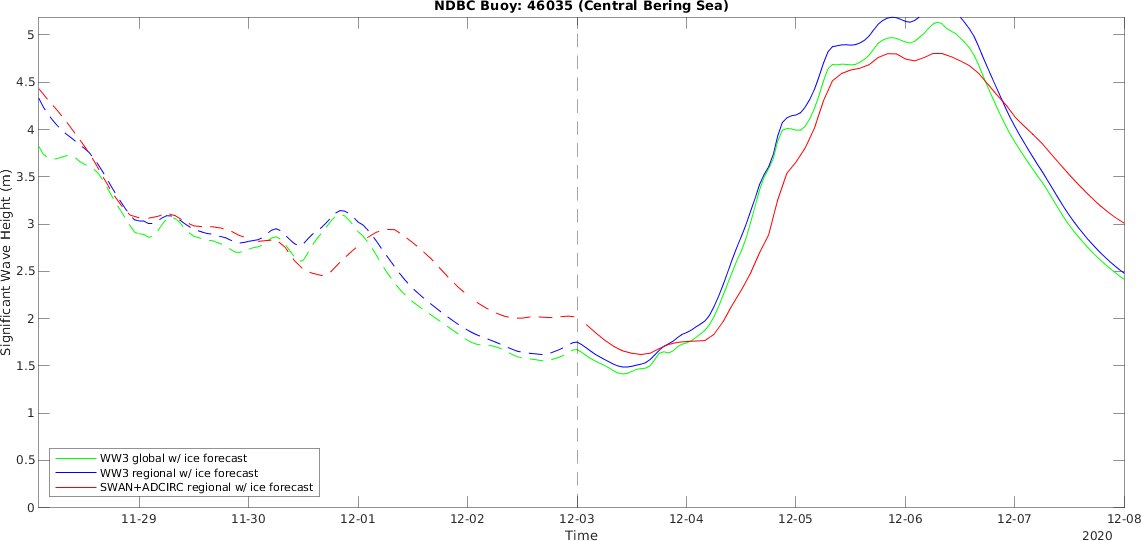 NDBC Buoy: 46035 (Central Bering Sea)
Significant Wave Height (m)
5
4.5
4
3.5
3
2.5
2
1.5
1
0.5
0
WW3 global w/ ice forecast
WW3 regional w/ ice forecast
SWAN+ADCIRC regional w/ ice forecast
11-29 11-30 12-01 12-02 12-03 12-04 12-05 12-06 12-07 12-08
Time
2020